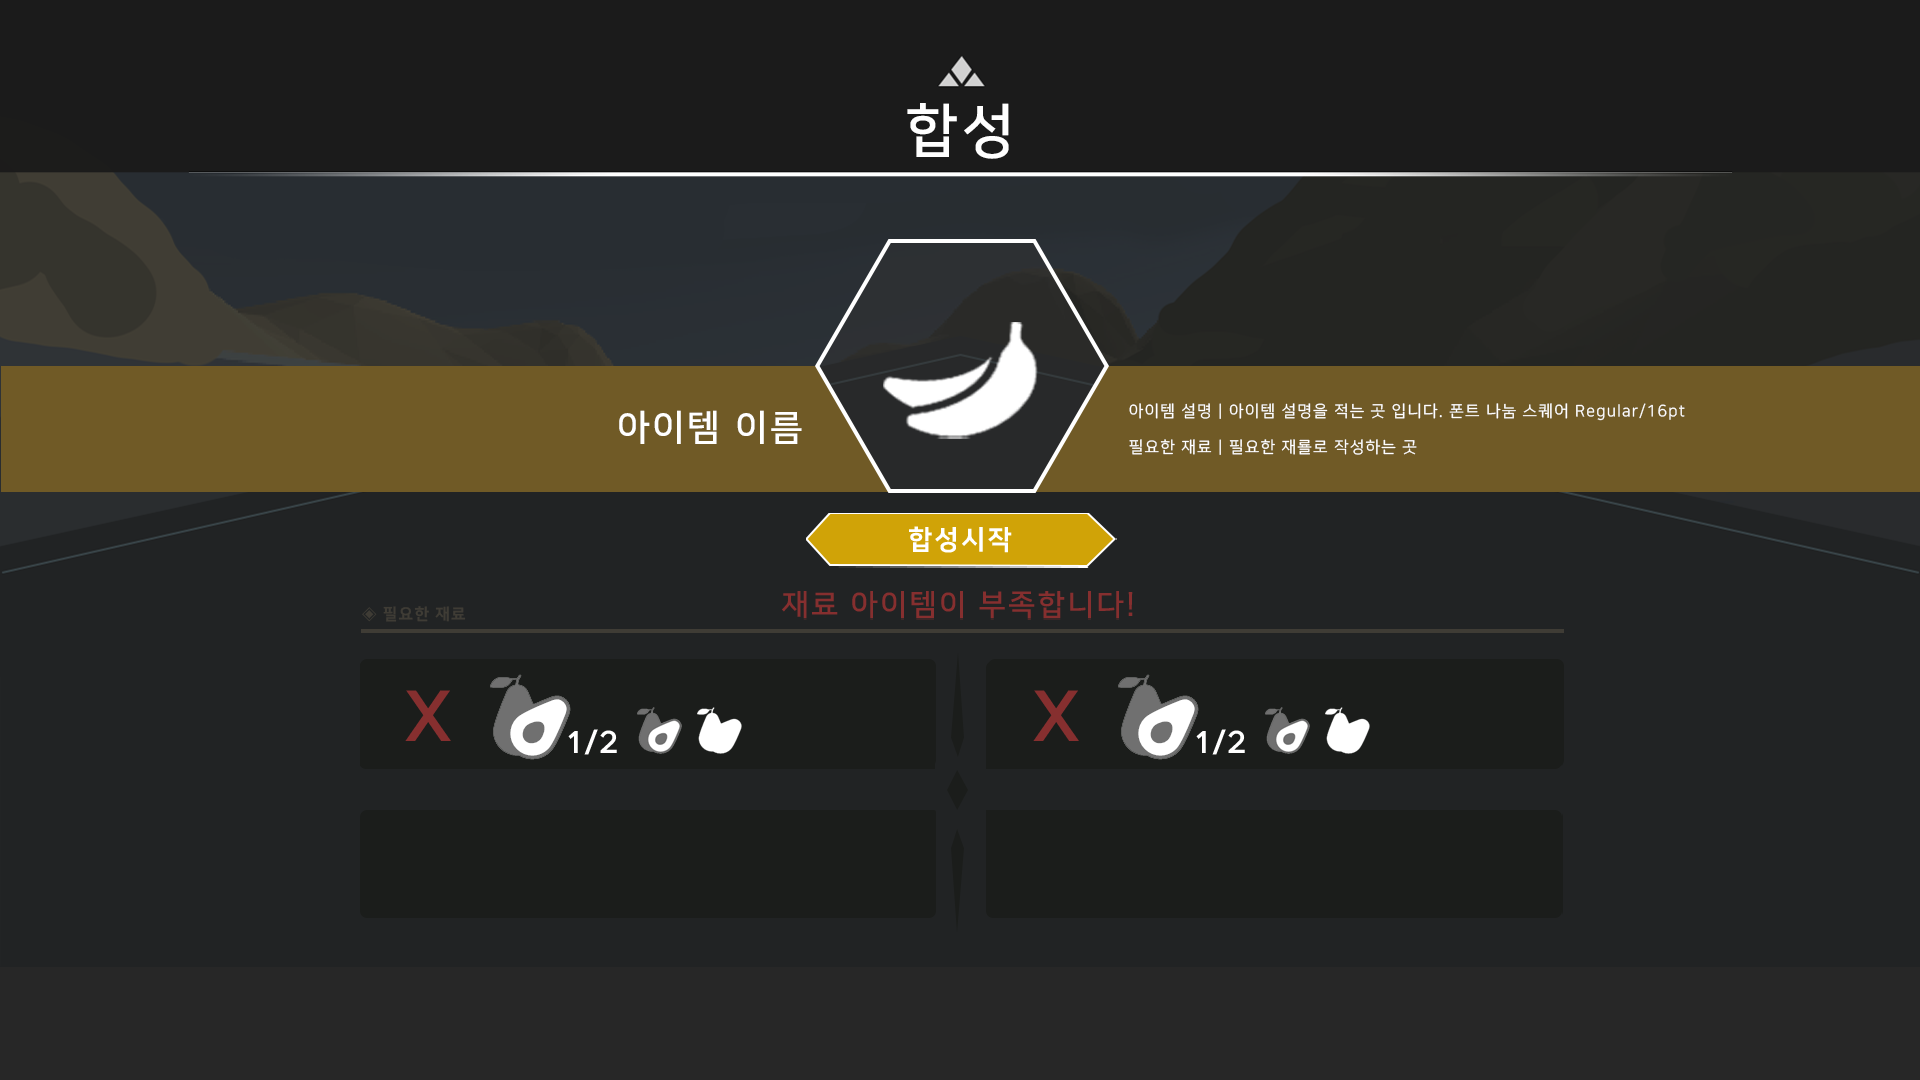 합성
아이템 이름
아이템 설명 | 아이템 설명을 적는 곳 입니다. 폰트 나눔 스퀘어 Regular/16pt
필요한 재료 | 필요한 재룔로 작성하는 곳
합성시작
재료 아이템이 부족합니다!
◈ 필요한 재료
X 1/2
X 1/2